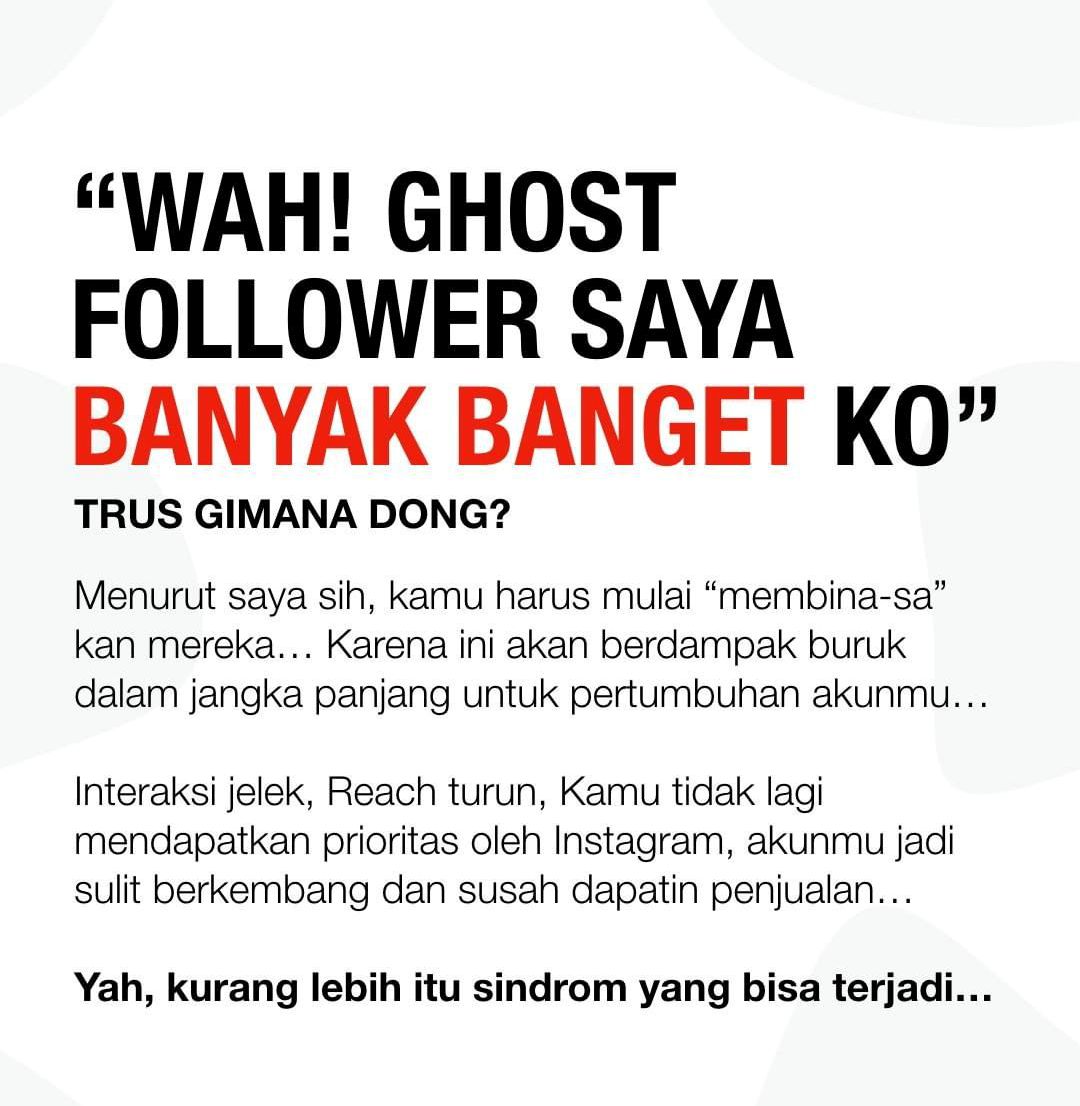 “WAH! GHOST
FOLLOWER SAYA
BANYAK BANGET KO”
TRUS GIMANA DONG?
Menurut saya sih, kamu harus mulai “membina-sa”
kan mereka… Karena ini akan berdampak buruk
dalam jangka panjang untuk pertumbuhan akunmu…
Interaksi jelek, Reach turun, Kamu tidak lagi
mendapatkan prioritas oleh Instagram, akunmu jadi
sulit berkembang dan susah dapatin penjualan…
Yah, kurang lebih itu sindrom yang bisa terjadi…